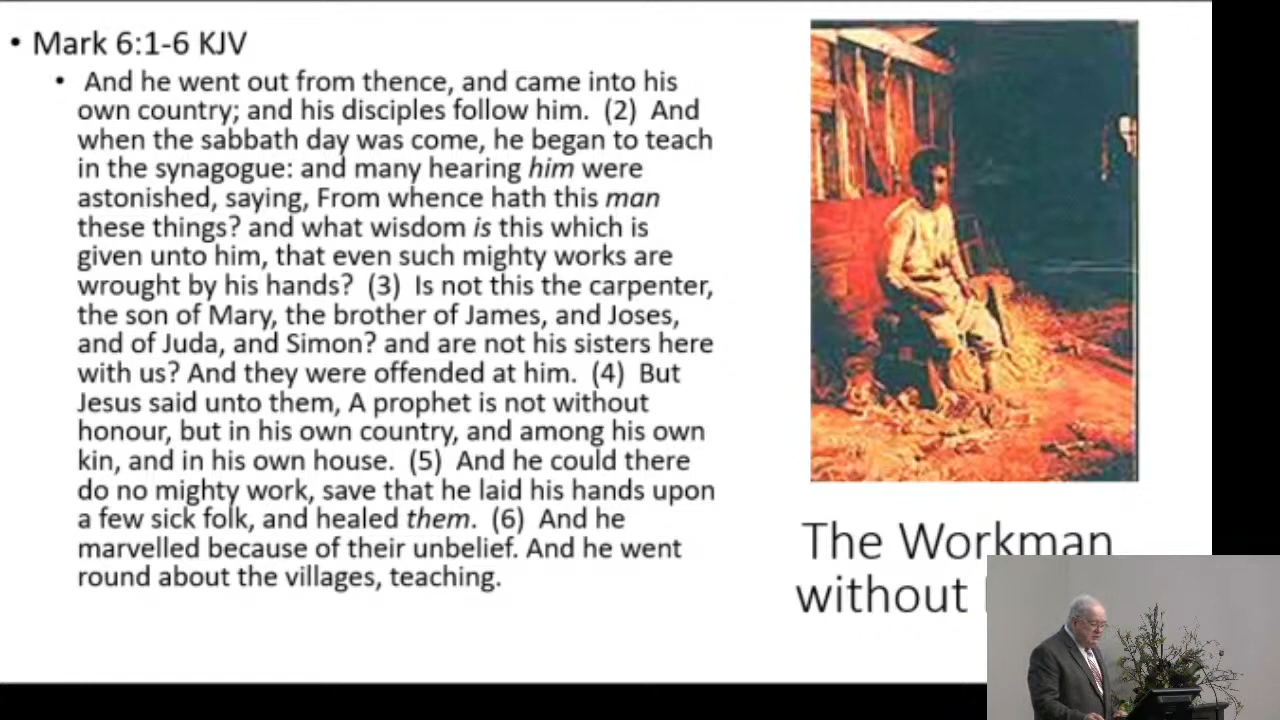 • Mark 6:1-6 KJV
• And he went out from thence, and came into his
own country; and his disciples follow him. (2) And
when the sabbath day was come, he began to teach
in the synagogue: and many hearing him were
astonished, saying, From whence hath this man
these things? and what wisdom is this which is
given unto him, that even such mighty works are
wrought by his hands? (3) Is not this the carpenter,
the son of Mary, the brother of James, and Joses,
and of Juda, and Simon? and are not his sisters here
with us? And they were offended at him. (4) But
Jesus said unto them, A prophet is not without
honour, but in his own country, and among his own
kin, and in his own house. (5) And he could there
do no mighty work, save that he laid his hands upon
a few sick folk, and healed them. (6) And he
marvelled because of their unbelief. And he went
round about the villages, teaching.
The Workman
without